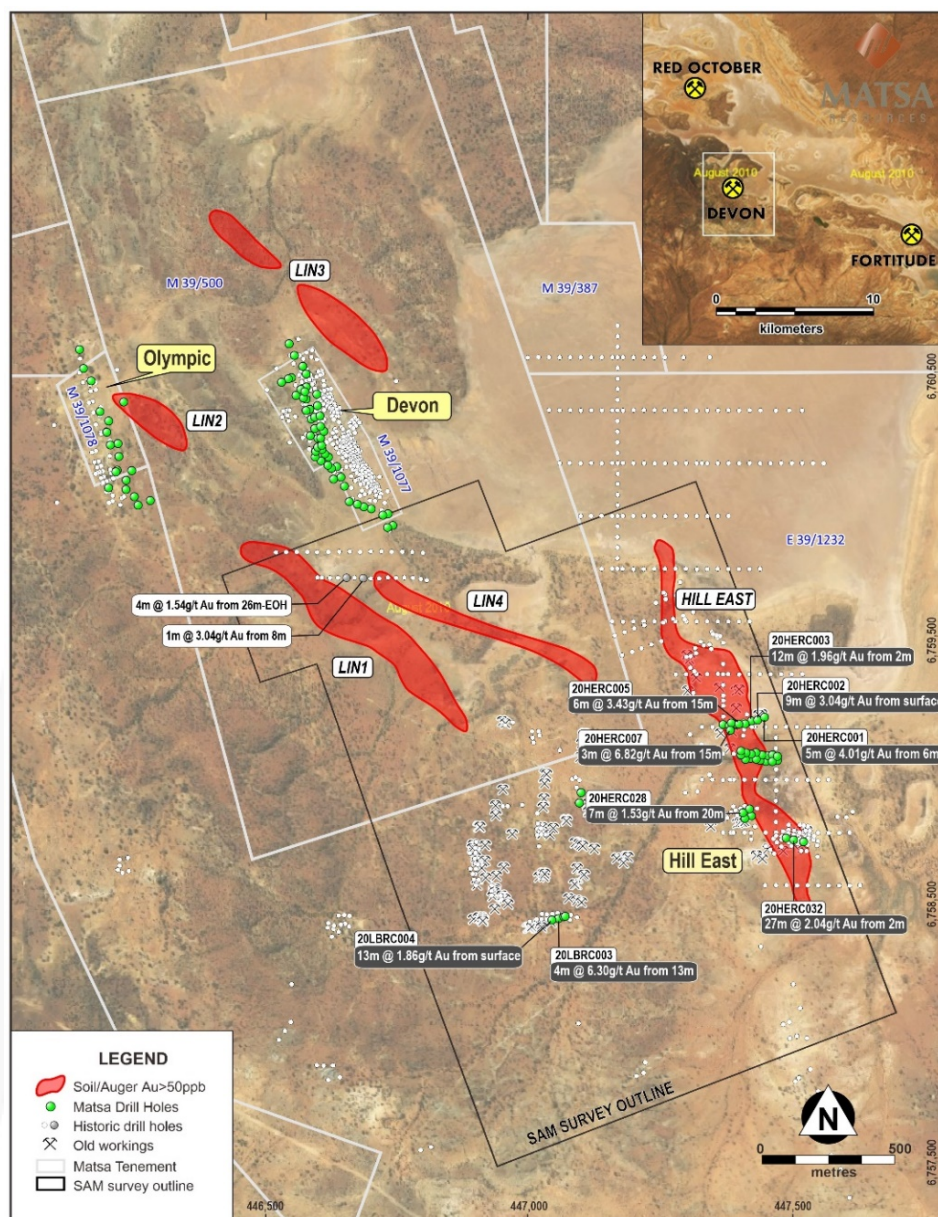 RED OCTOBER
MATSA
RESOURCES
August 2010
August 2010
DEVON
FORTITUDE
0 10
kilometers
LIN3
M 39/500
M 39/387
Olympic
6,760,500
LIN2
Devon
M 39/1078
M 39/1077
E 39/1232
4m @ 1.54g/t Au from 26m-EOH
August 2010
LIN4
HILL EAST
1m @ 3.04g/t Au from 8m
6,759,500
LIN1
20HERC003
12m @ 1.96g/t Au from 2m
20HERC005
6m @ 3.43g/t Au from 15m
20HERC002
9m @ 3.04g/t Au from surface
20HERC007
3m @ 6.82g/t Au from 15m
20HERC001
5m @ 4.01g/t Au from 6m
20HERC028
7m @ 1.53g/t Au from 20m
Hill East
6,758,500
20HERC032
27m @ 2.04g/t Au from 2m
20LBRC004
13m @ 1.86g/t Au from surface
20LBRC003
4m @ 6.30g/t Au from 13m
LEGEND
Soil/Auger Au>50ppb
Matsa Drill Holes
Historic drill holes
Old workings
Matsa Tenement
SAM survey outline
SAM SURVEY OUTLINE
N
0 500
metres
6,757,500
446,500 447,000 447,500